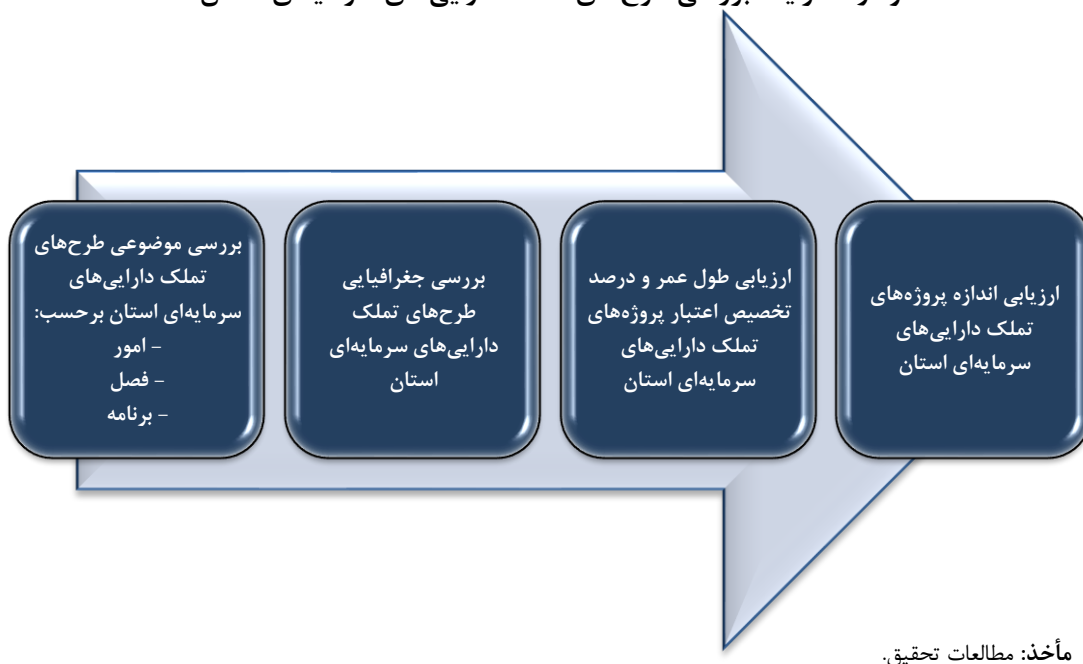 بررسی موضوعی طرح‌های
تملک دارایی‌های
سرمایه‌ای استان برحسب:
- امور
- فصل
- برنامه
بررسی جغرافیایی
طرح‌های تملک
دارایی‌های سرمایه‌ای
استان
ارزیابی طول عمر و درصد
تخصیص اعتبار پروژه‌های
تملک دارایی‌های
سرمایه‌ای استان
ارزیابی اندازه پروژه‌های
تملک دارایی‌های
سرمایه‌ای استان
مأخذ: مطالعات تحقیق.